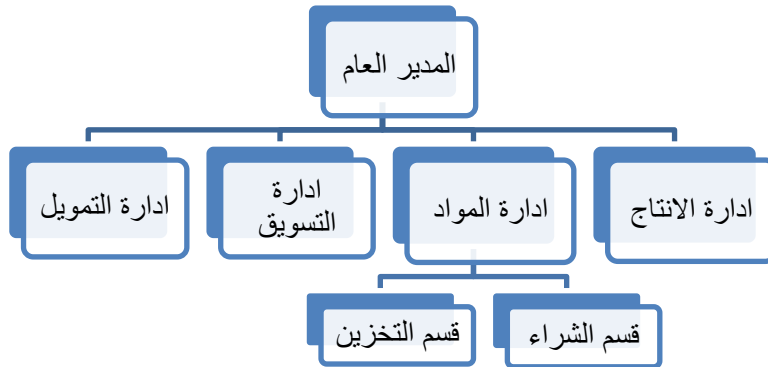 المدير العام
ادارة الانتاج
ادارة المواد
ادارة
التسويق
ادارة التمويل
قسم الشراء
قسم التخزين